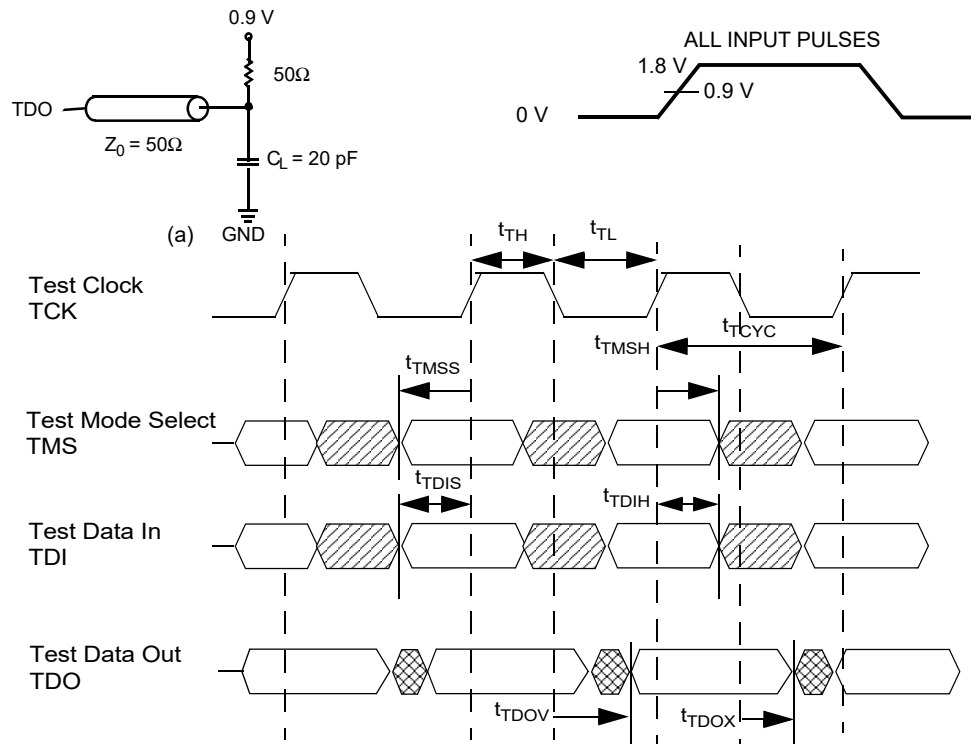 0.9 V
50Ω
TDO
Z0 = 50Ω
CL = 20 pF
(a)
GND
ALL INPUT PULSES
1.8 V
0.9 V
0 V
tTH
tTL
Test Clock
TCK
tTCYC
tTMSH
tTMSS
Test Mode Select
TMS
tTDIS
tTDIH
Test Data In
TDI
Test Data Out
TDO
tTDOV
tTDOX